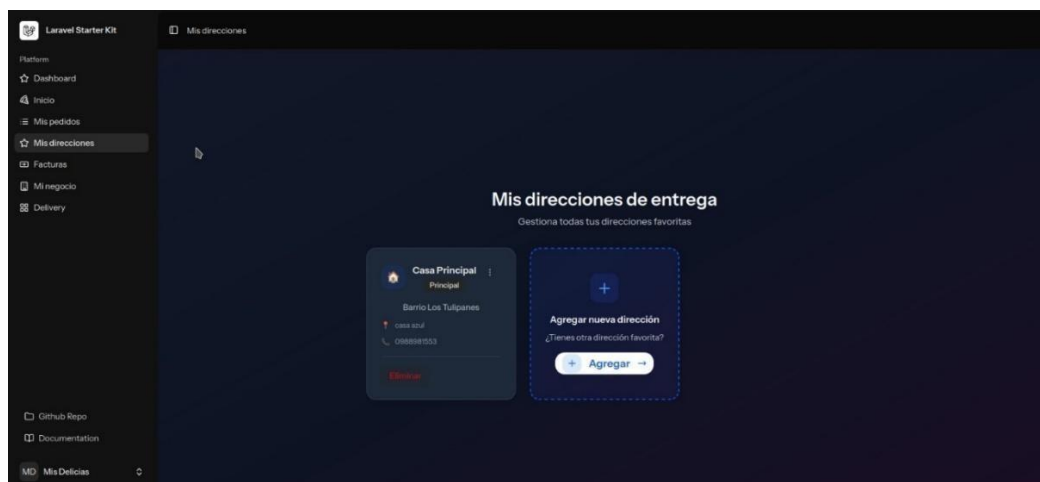 Laravel Starter Kit
Mis direcciones
Platform
Dashboard
Inicio
Mis pedidos
Mis direcciones
Facturas
Mi negocio
Delivery
Mis direcciones de entrega
Gestiona todas tus direcciones favoritas
Casa Principal
Principal
Barrio Los Tulipanes
casa azul
0988981553
Eliminar
Agregar nueva dirección
¿Tienes otra dirección favorita?
+ Agregar →
Github Repo
Documentation
MD Mis Delicias